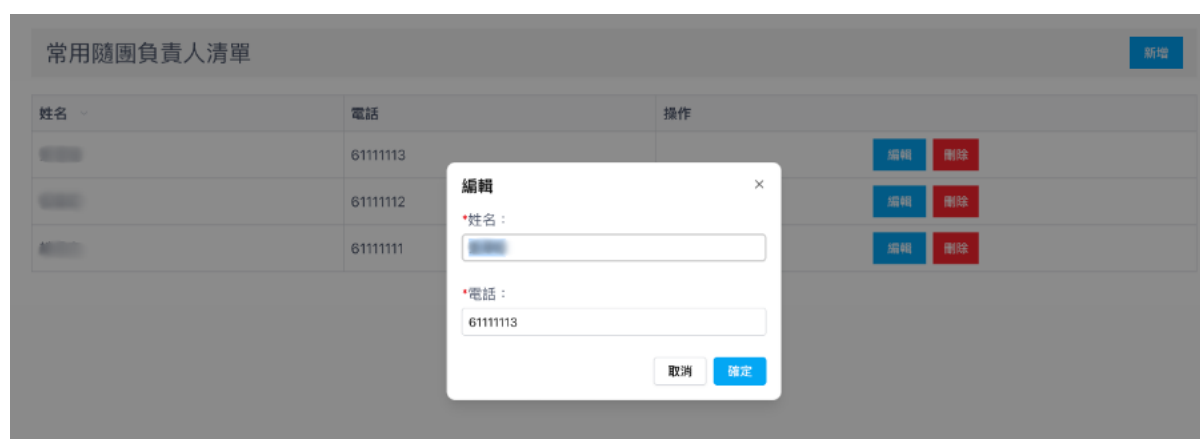 常用隨團負責人清單
新增
姓名 電話 操作
61111113 編輯 刪除
61111112 編輯 刪除
61111111 編輯 刪除
編輯 ×
*姓名：
*電話：
61111113
取消 確定